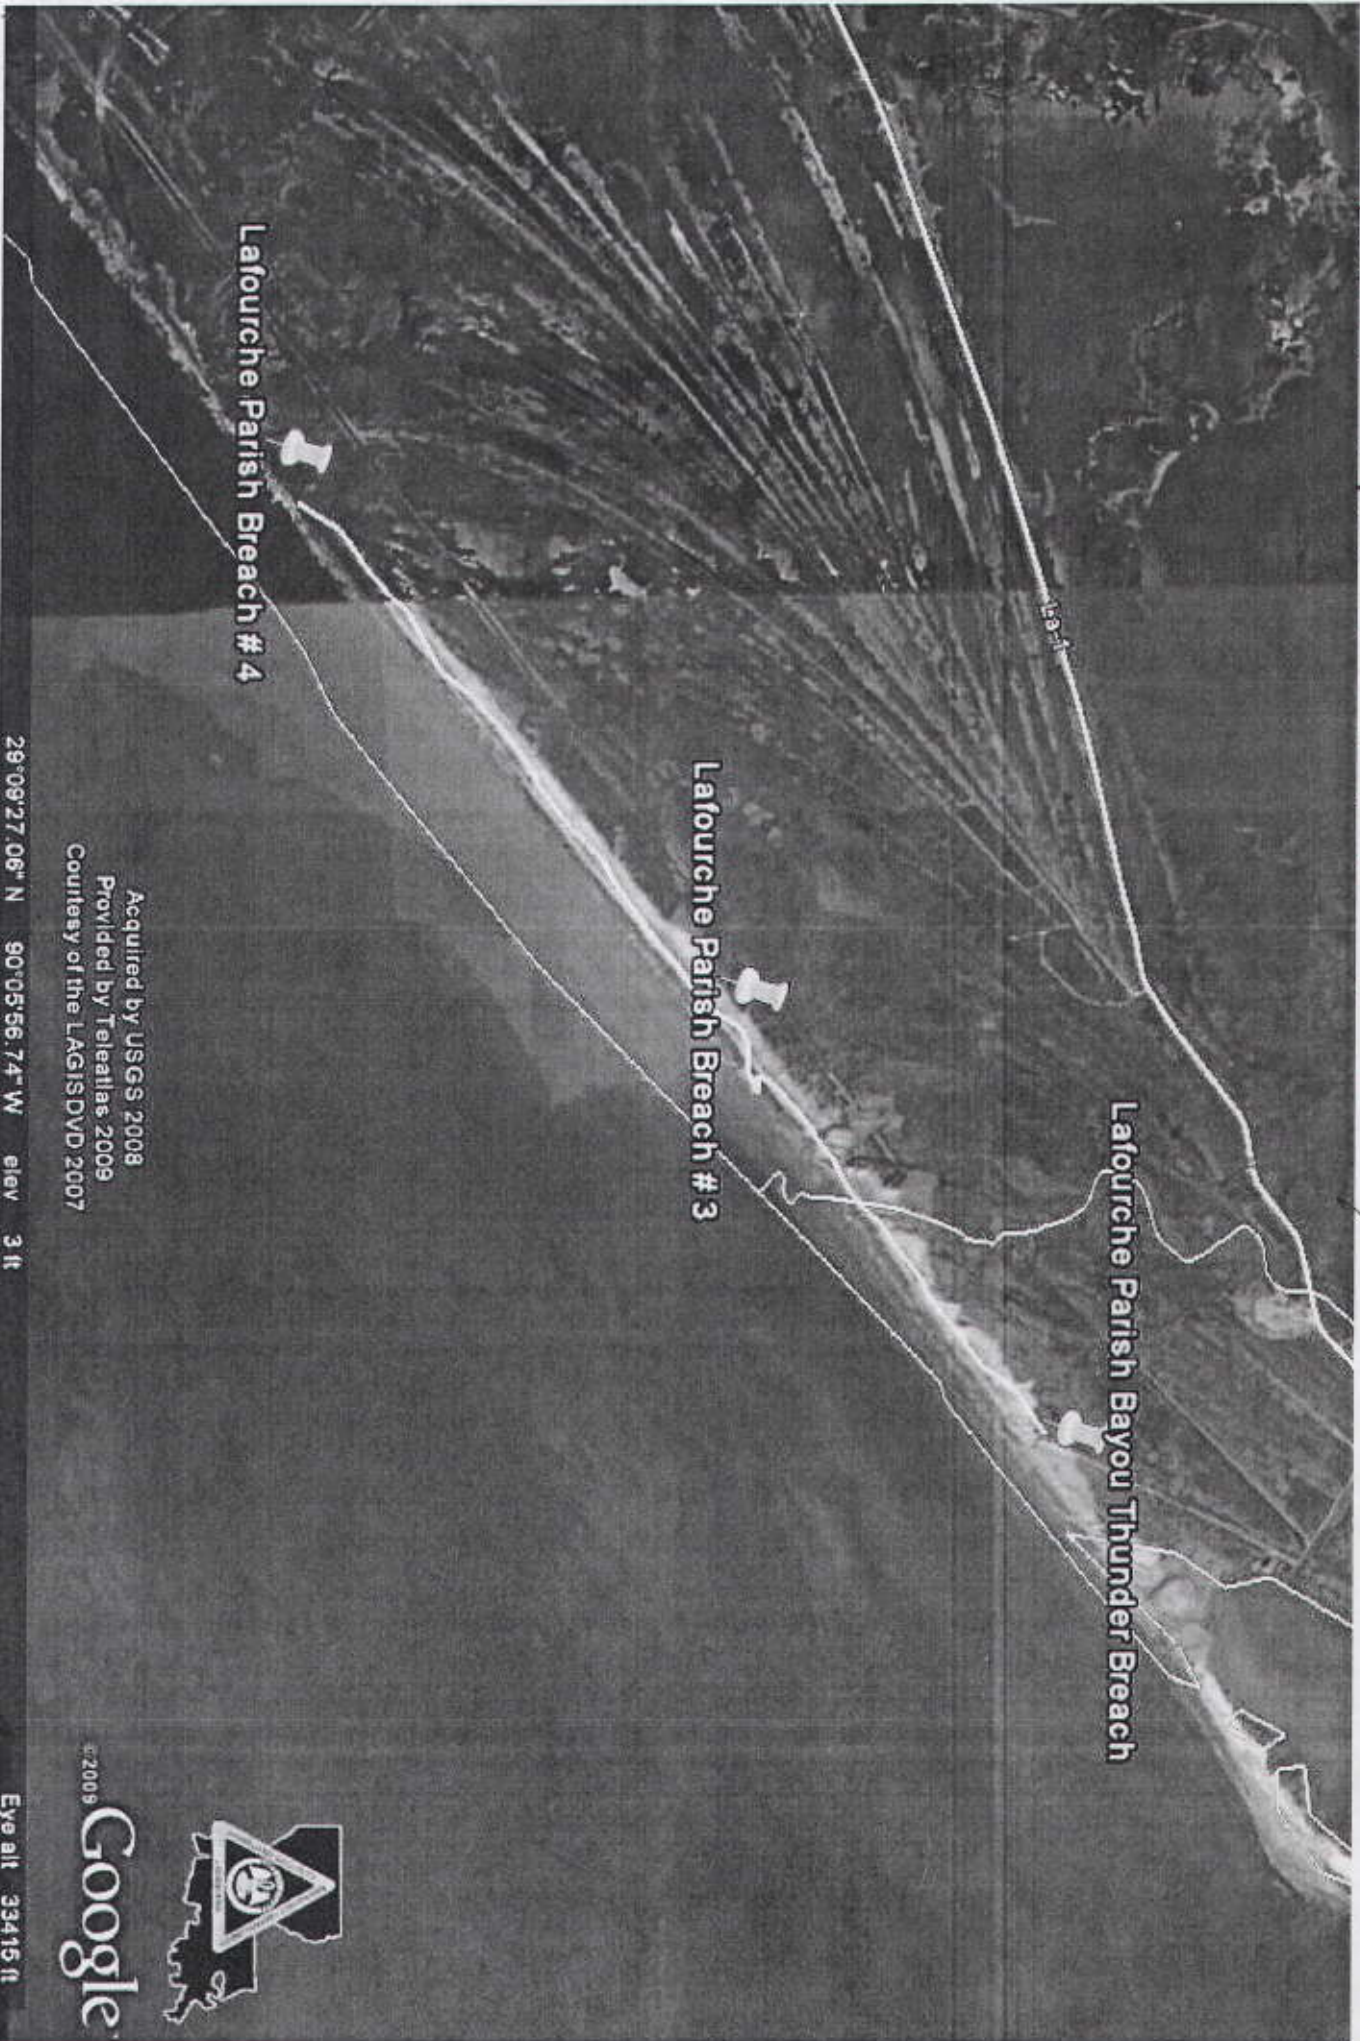 La-1
Lafourche Parish Bayou Thunder Breach
Lafourche Parish Breach # 3
Lafourche Parish Breach # 4
Acquired by USGS 2008
Provided by Teleatlas 2009
Courtesy of the LAGIS DVD 2007
©2009 Google
29°09'27.06" N 90°05'56.74" W elev 3 ft Eye alt 33415 ft